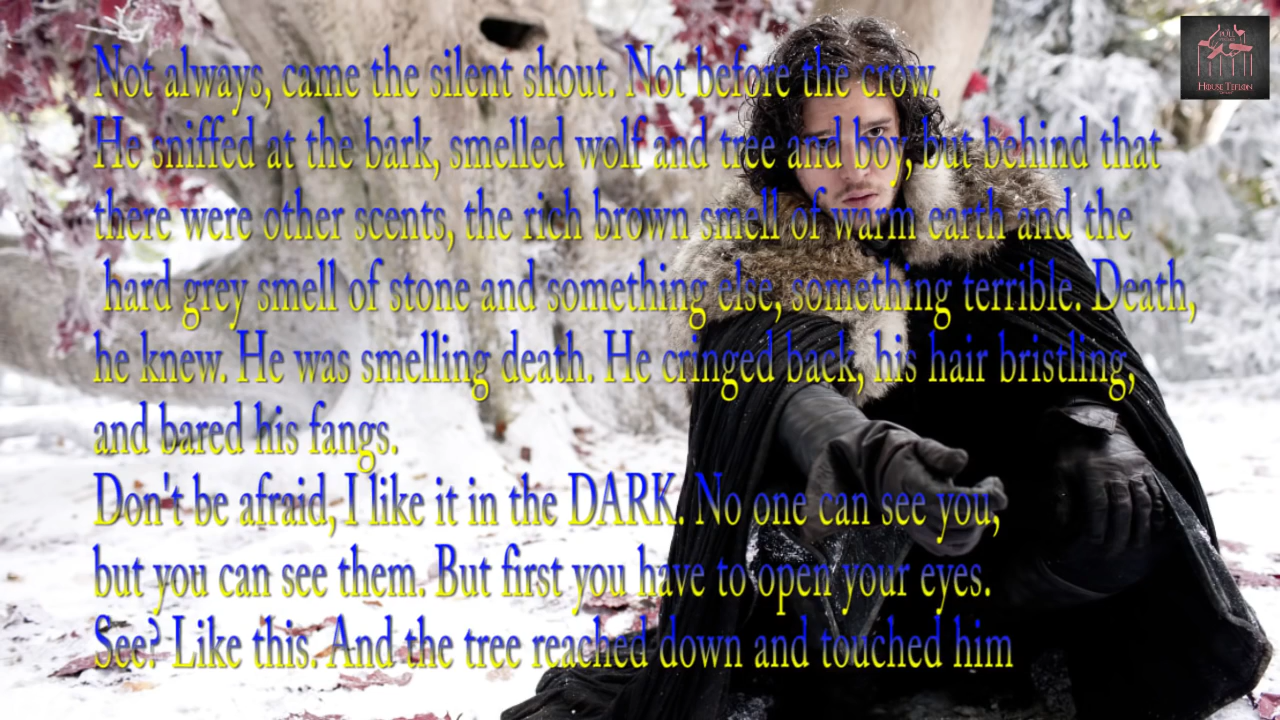 Not always, came the silent shout. Not before the crow.
He sniffed at the bark, smelled wolf and tree and boy, but behind that
there were other scents, the rich brown smell of warm earth and the
hard grey smell of stone and something else, something terrible. Death,
he knew. He was smelling death. He cringed back, his hair bristling,
and bared his fangs.
Don't be afraid, I like it in the DARK. No one can see you,
but you can see them. But first you have to open your eyes.
See? Like this. And the tree reached down and touched him
House Teflon